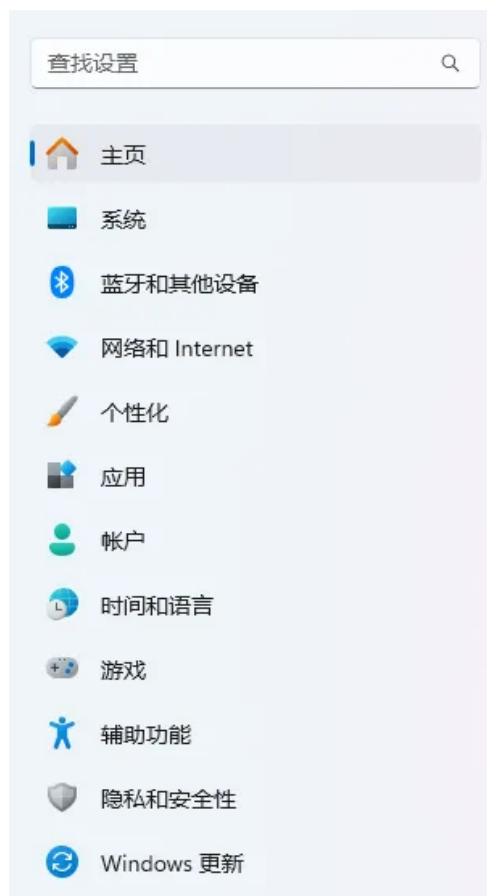 查找设置
主页
系统
蓝牙和其他设备
网络和 Internet
个性化
应用
帐户
时间和语言
游戏
辅助功能
隐私和安全性
Windows 更新